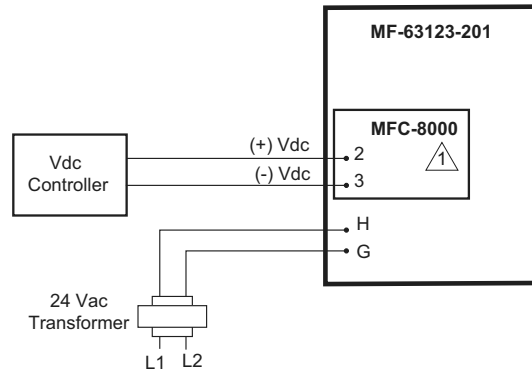 MF-63123-201
MFC-8000
1
(+) Vdc
2
Vdc
Controller
(-) Vdc
3
H
G
24 Vac
Transformer
L1
L2